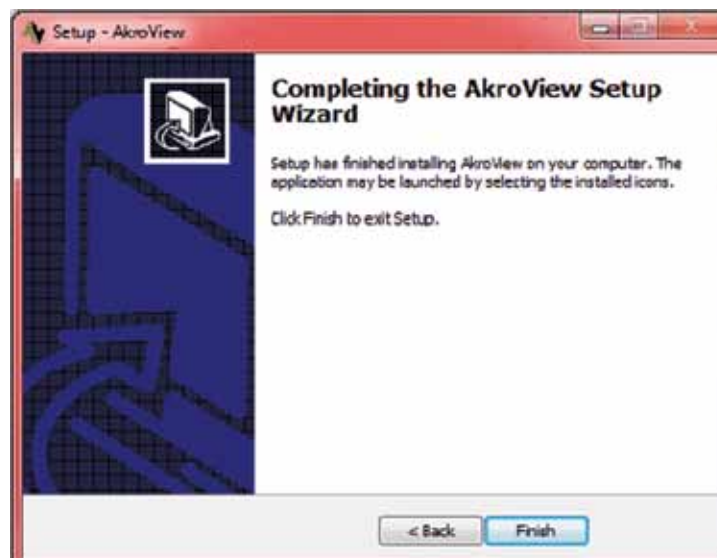 Setup - AkroView
Completing the AkroView Setup
Wizard
Setup has finished installing AkroView on your computer. The
application may be launched by selecting the installed icons.
Click Finish to exit Setup.
< Back
Finish